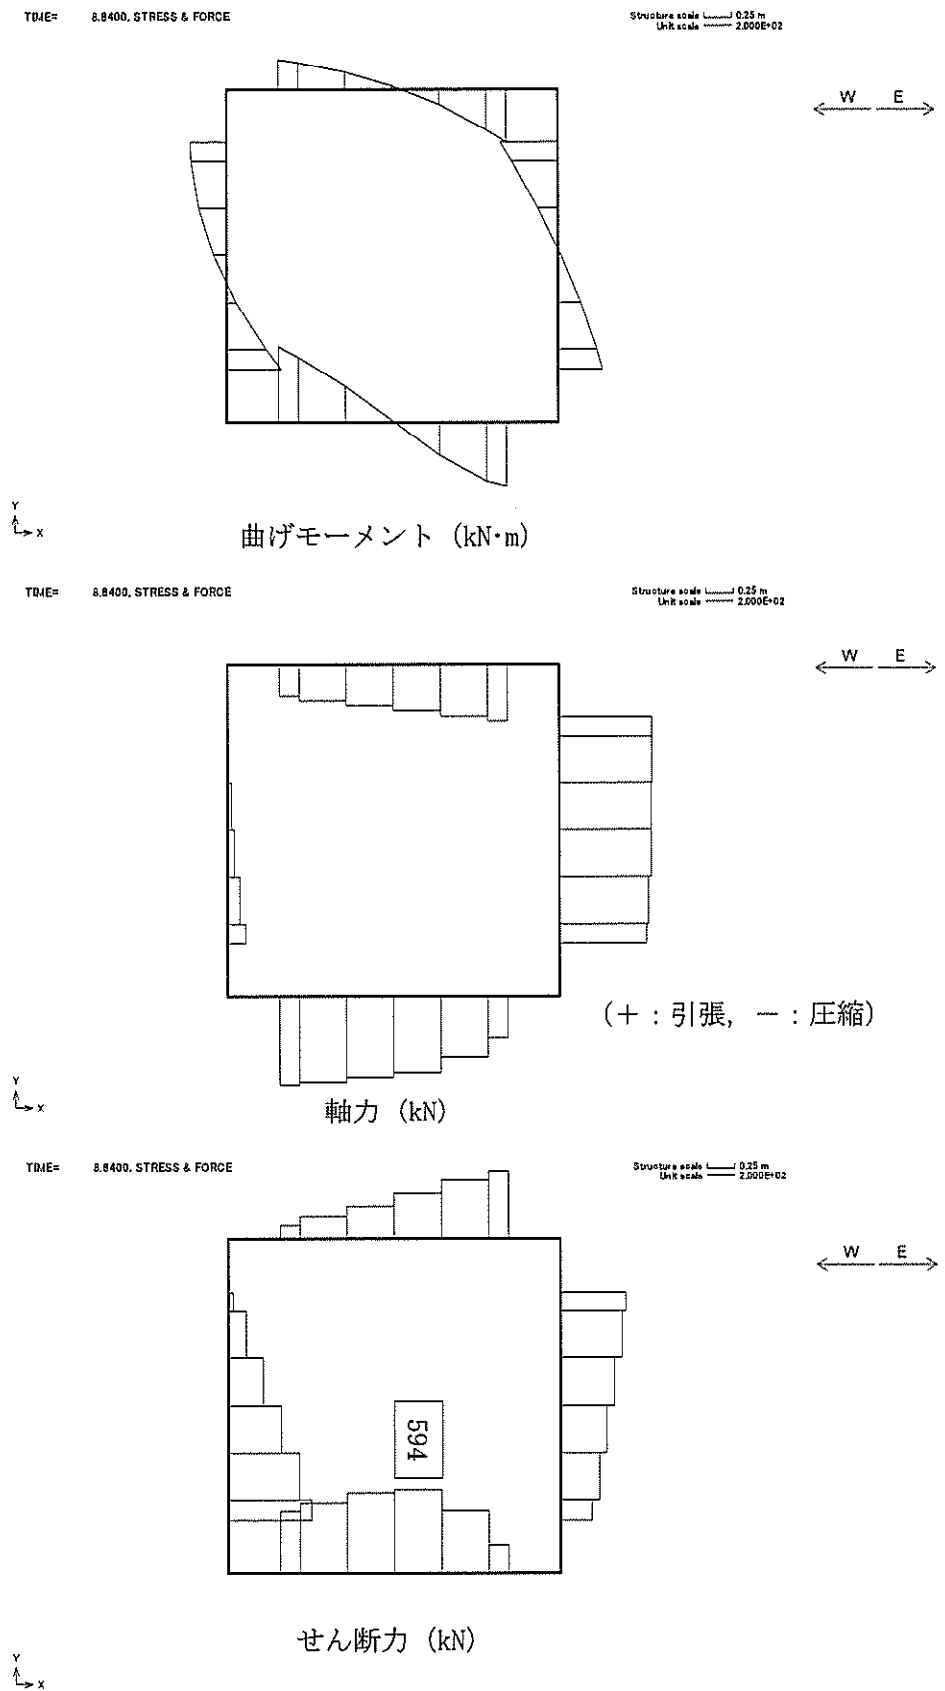 TIME= 8.8400, STRESS & FORCE
Structure scale 0.25 m
Unit scale 2.000E+02
W E
Y
X
曲げモーメント (kN・m)
TIME= 8.8400, STRESS & FORCE
Structure scale 0.25 m
Unit scale 2.000E+02
W E
(+:引張, -:圧縮)
Y
X
軸力 (kN)
TIME= 8.8400, STRESS & FORCE
Structure scale 0.25 m
Unit scale 2.000E+02
W E
594
せん断力 (kN)
Y
X